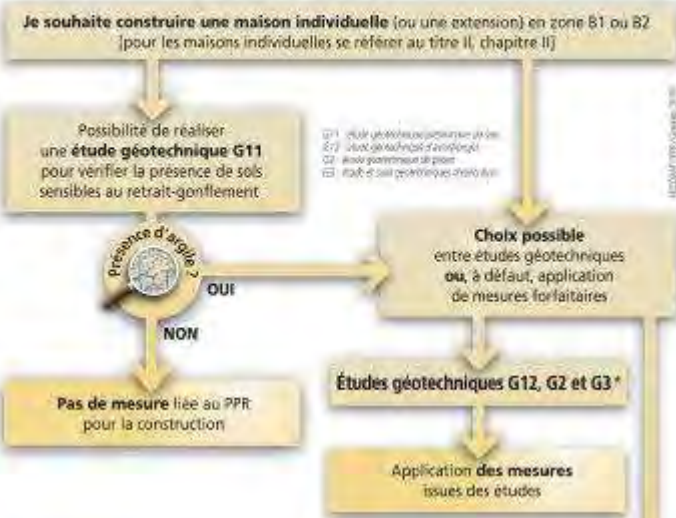 Je souhaite construire une maison individuelle (ou une extension) en zone B1 ou B2
[pour les maisons individuelles se référer au titre II, chapitre II]
Possibilité de réaliser
une étude géotechnique G11
pour vérifier la présence de sols
sensibles au retrait-gonflement
Présence d'argile ?
OUI
NON
Choix possible
entre études géotechniques
ou, à défaut, application
de mesures forfaitaires
Pas de mesure liée au PPR
pour la construction
Études géotechniques G12, G2 et G3*
Application des mesures
issues des études